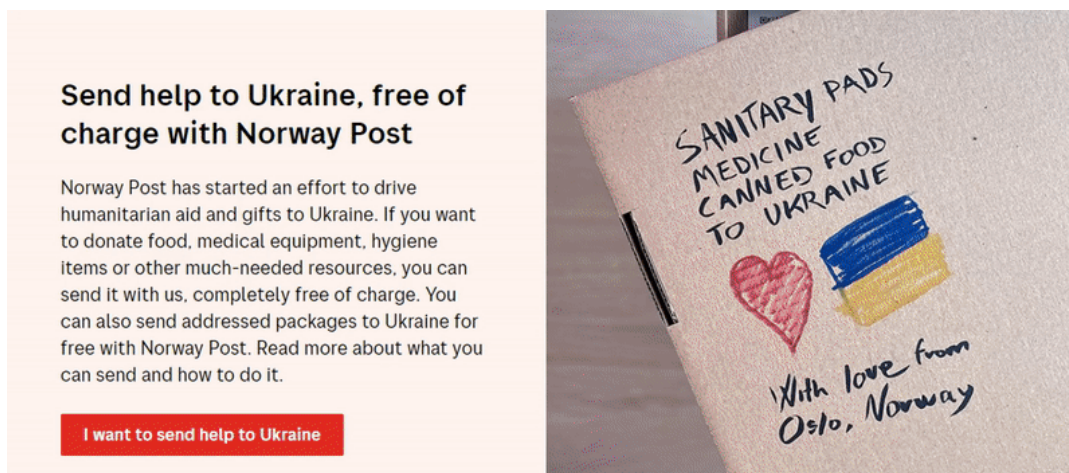 Send help to Ukraine, free of
charge with Norway Post
Norway Post has started an effort to drive
humanitarian aid and gifts to Ukraine. If you want
to donate food, medical equipment, hygiene
items or other much-needed resources, you can
send it with us, completely free of charge. You
can also send addressed packages to Ukraine for
free with Norway Post. Read more about what you
can send and how to do it.
I want to send help to Ukraine
SANITARY PADS
MEDICINE
CANNED FOOD
TO UKRAINE
With love from
Oslo, Norway